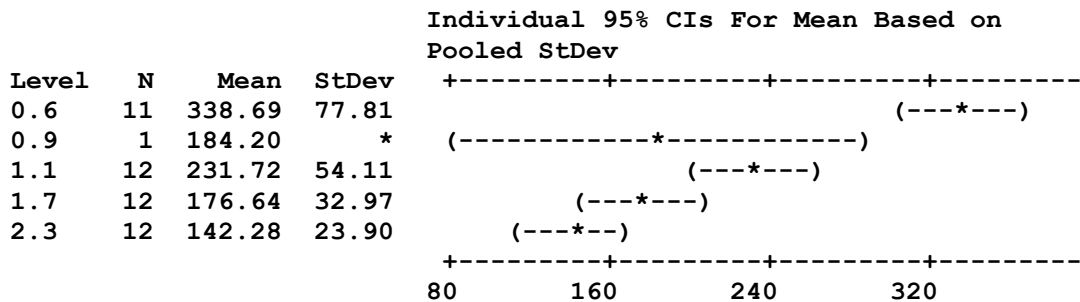 Individual 95% CIs For Mean Based on
Pooled StDev
Level N Mean StDev +---------+---------+---------+---------
0.6 11 338.69 77.81 (---*---)
0.9 1 184.20 * (------------*------------)
1.1 12 231.72 54.11 (---*---)
1.7 12 176.64 32.97 (---*---)
2.3 12 142.28 23.90 (---*--)
+---------+---------+---------+---------
80 160 240 320